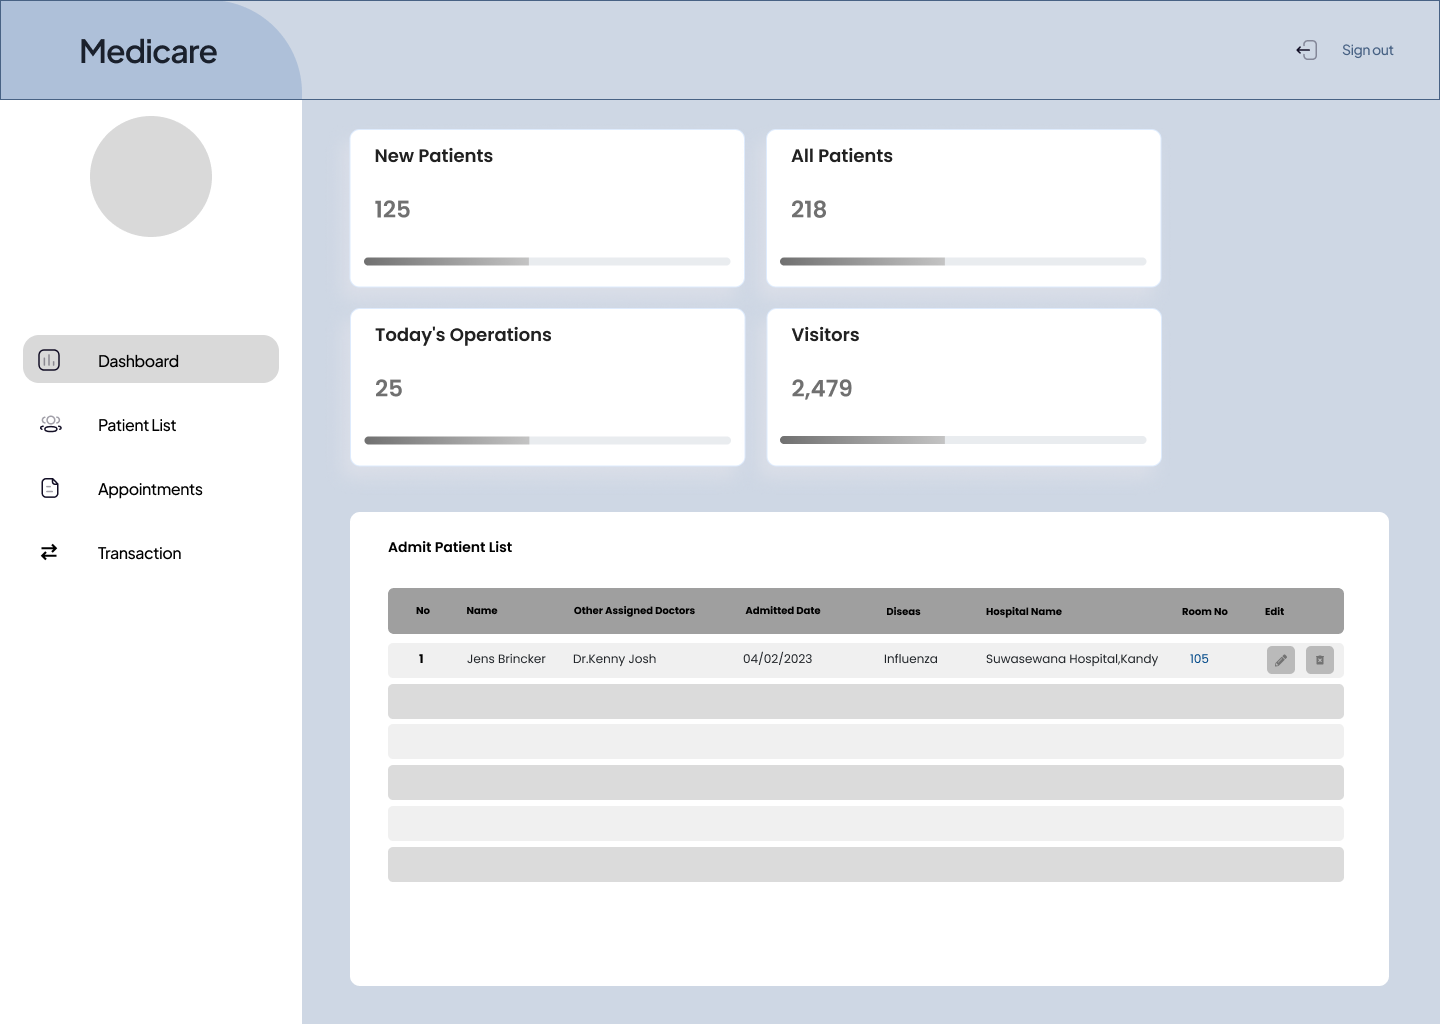 Medicare
Sign out
New Patients
125
All Patients
218
Today's Operations
25
Visitors
2,479
Dashboard
Patient List
Appointments
Transaction
Admit Patient List
No Name Other Assigned Doctors Admitted Date Diseas Hospital Name Room No Edit
1 Jens Brincker Dr.Kenny Josh 04/02/2023 Influenza Suwasewana Hospital,Kandy 105